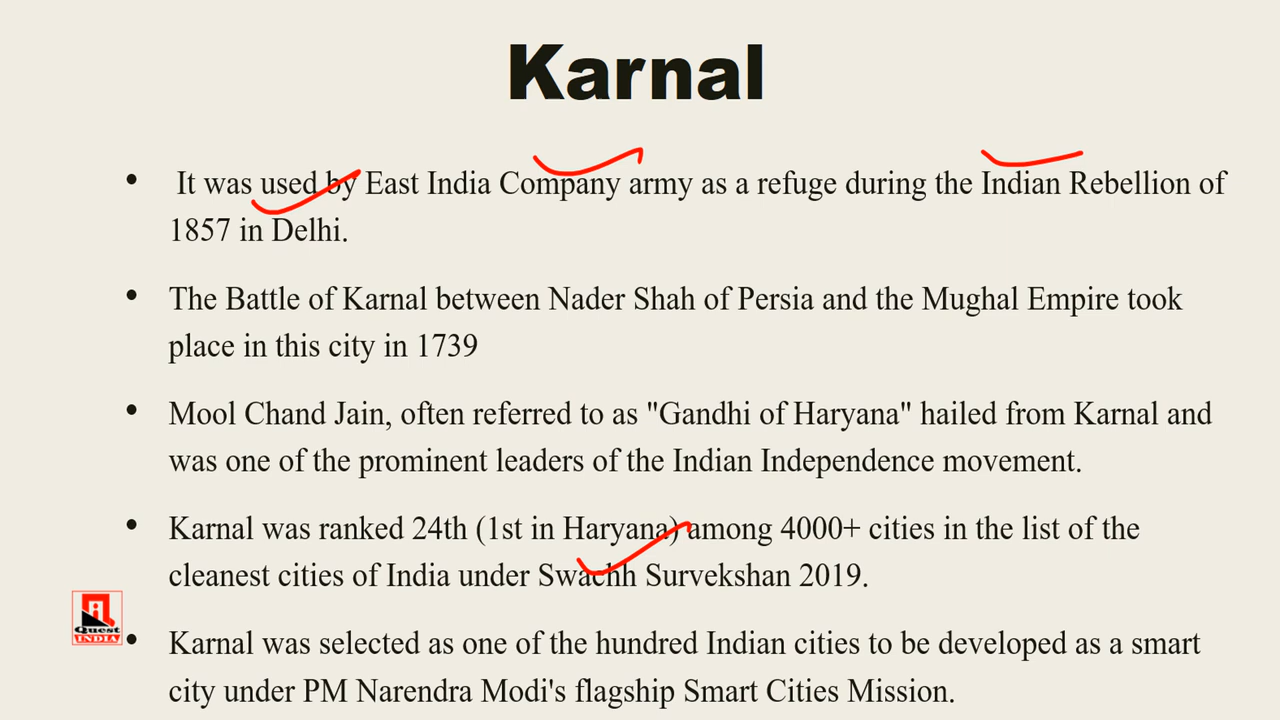 Karnal
• It was used by East India Company army as a refuge during the Indian Rebellion of
1857 in Delhi.
• The Battle of Karnal between Nader Shah of Persia and the Mughal Empire took
place in this city in 1739
• Mool Chand Jain, often referred to as "Gandhi of Haryana" hailed from Karnal and
was one of the prominent leaders of the Indian Independence movement.
• Karnal was ranked 24th (1st in Haryana) among 4000+ cities in the list of the
cleanest cities of India under Swachh Survekshan 2019.
• Karnal was selected as one of the hundred Indian cities to be developed as a smart
city under PM Narendra Modi's flagship Smart Cities Mission.
Quest
INDIA